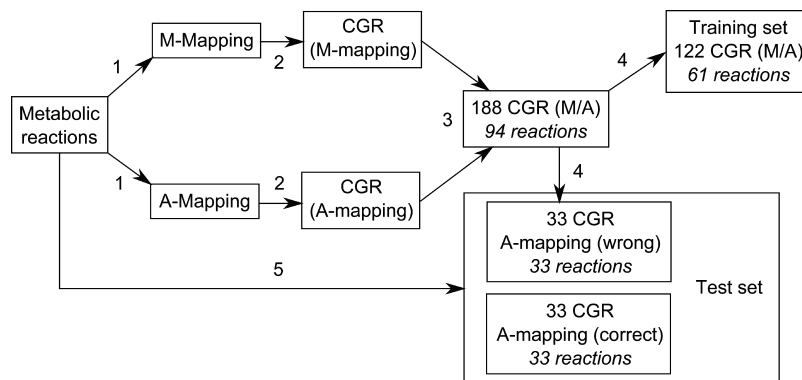 Metabolic
reactions
1
1
M-Mapping
A-Mapping
2
2
CGR
(M-mapping)
CGR
(A-mapping)
3
188 CGR (M/A)
94 reactions
4
4
Training set
122 CGR (M/A)
61 reactions
5
33 CGR
A-mapping (wrong)
33 reactions
33 CGR
A-mapping (correct)
33 reactions
Test set